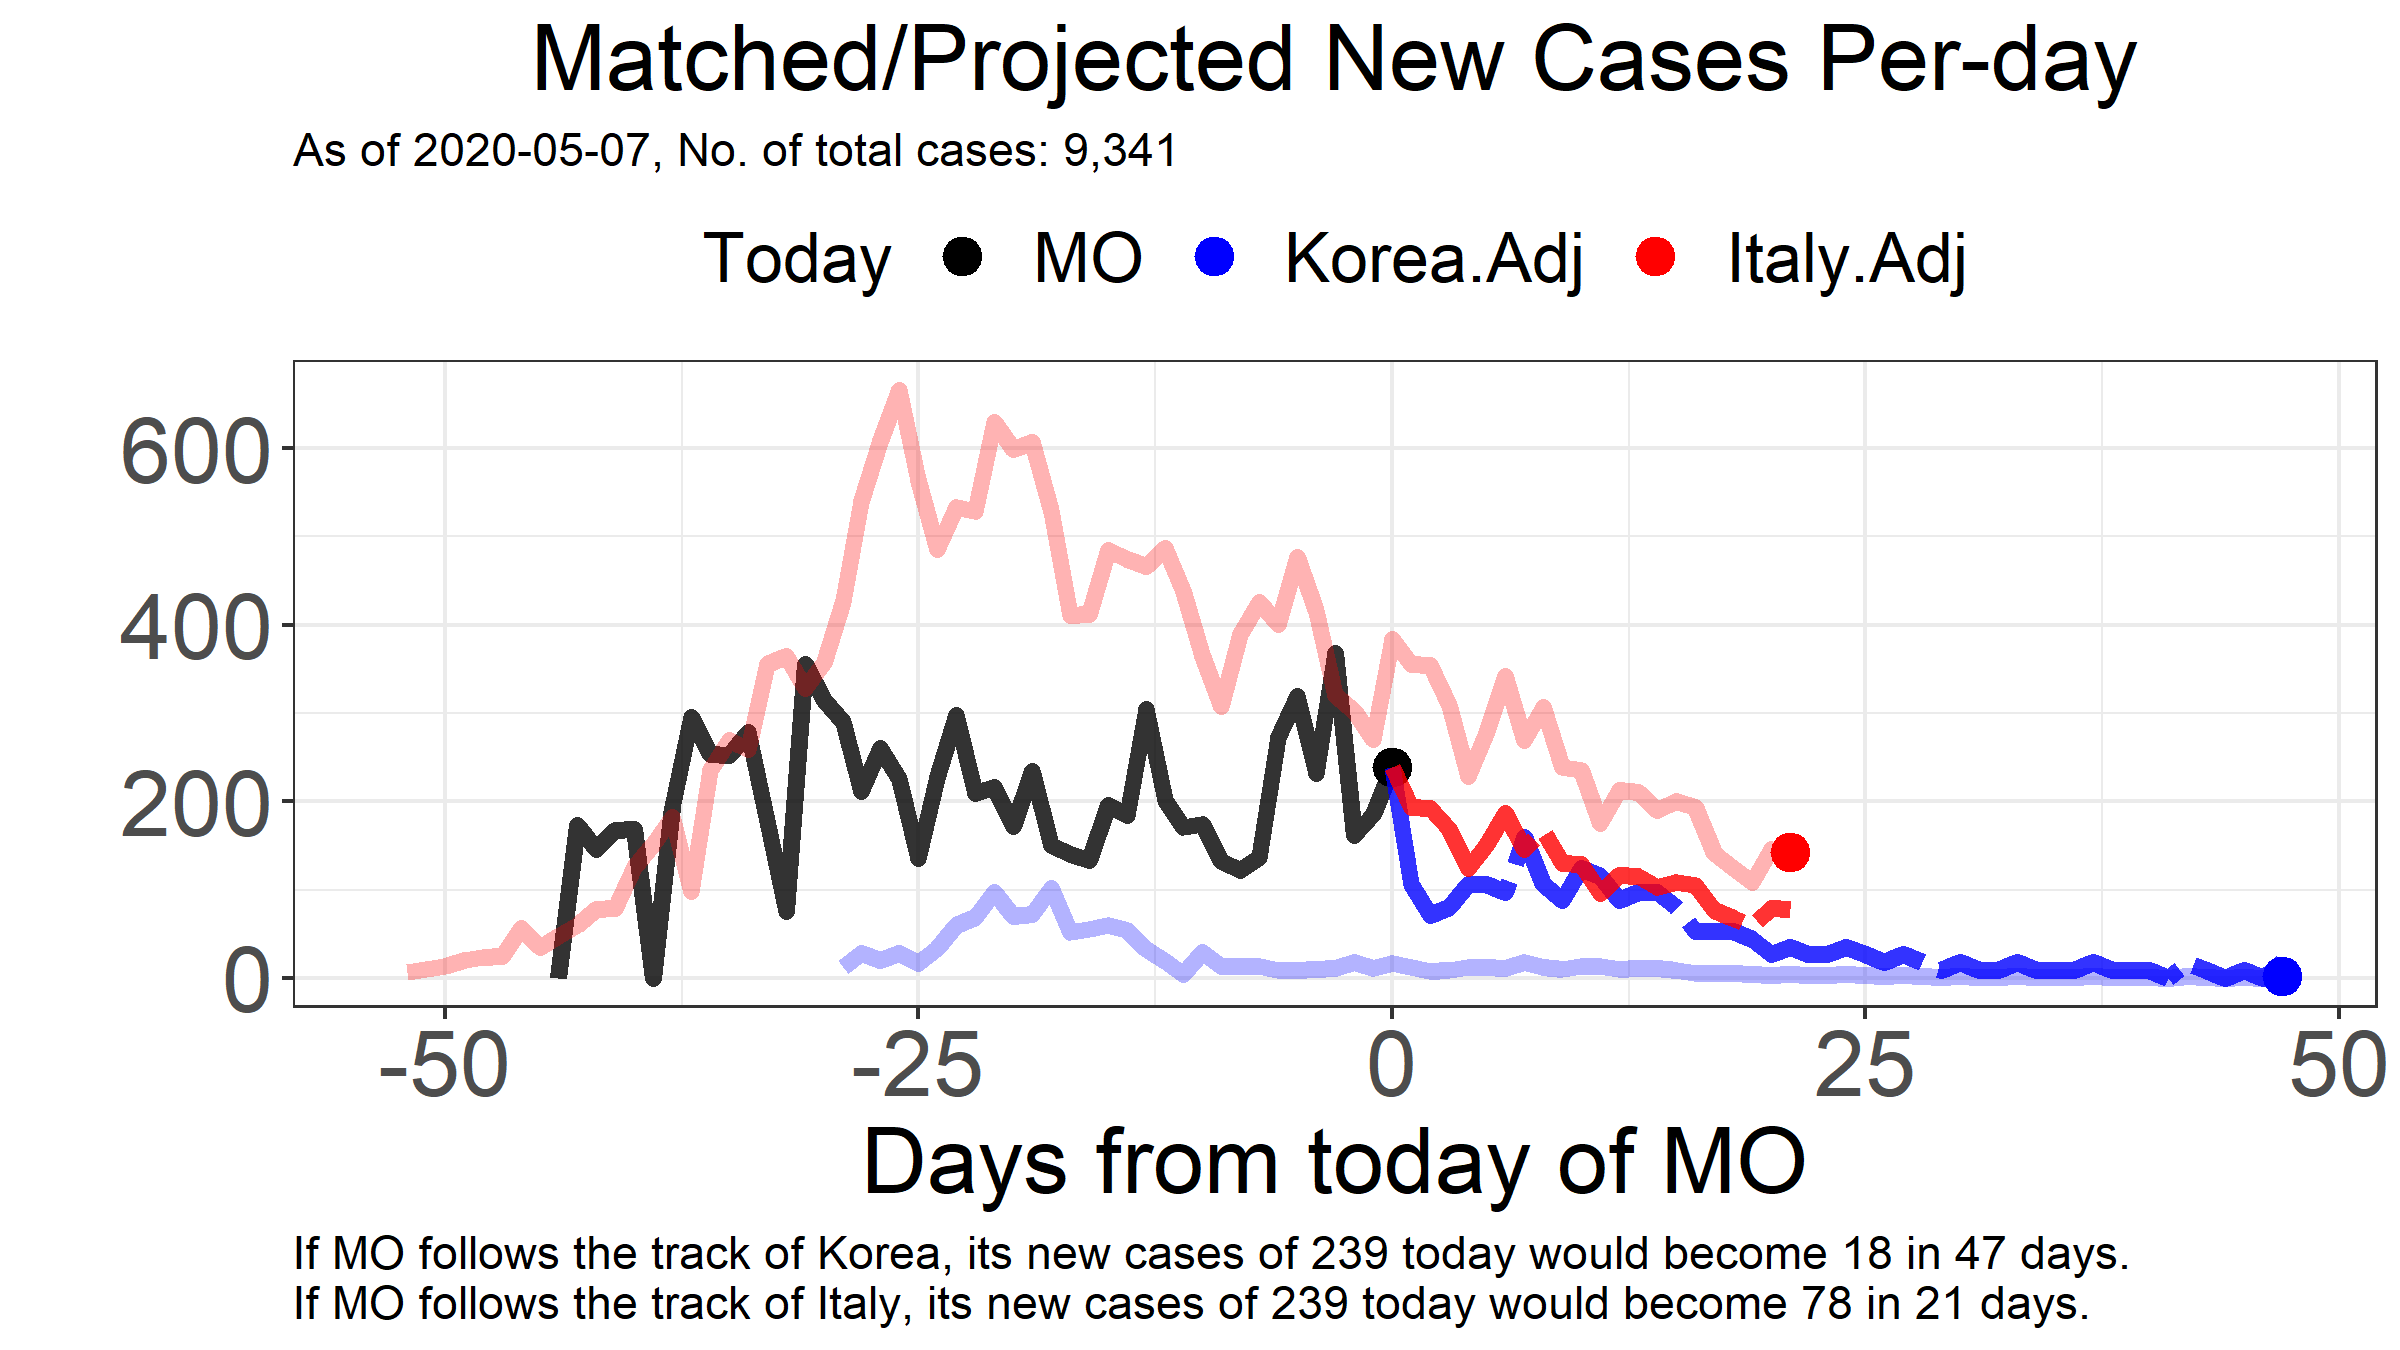 Matched/Projected New Cases Per-day
As of 2020-05-07, No. of total cases: 9,341
Today MO Korea.Adj Italy.Adj
600
400
200
0
-50 -25 0 25 50
Days from today of MO
If MO follows the track of Korea, its new cases of 239 today would become 18 in 47 days.
If MO follows the track of Italy, its new cases of 239 today would become 78 in 21 days.